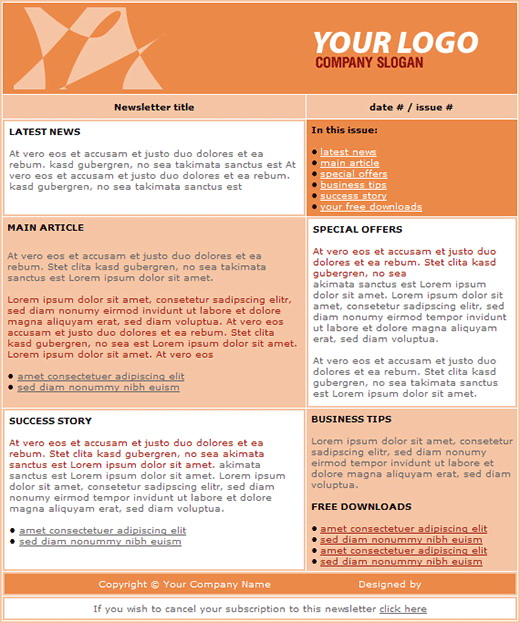 YOUR LOGO
COMPANY SLOGAN
Newsletter title
date # / issue #
LATEST NEWS
At vero eos et accusam et justo duo dolores et ea
rebum. kasd gubergren, no sea takimata sanctus est At
vero eos et accusam et justo duo dolores et ea rebum.
kasd gubergren, no sea takimata sanctus est
In this issue:
• latest news
• main article
• special offers
• business tips
• success story
• your free downloads
MAIN ARTICLE
At vero eos et accusam et justo duo dolores et ea
rebum. Stet clita kasd gubergren, no sea takimata
sanctus est Lorem ipsum dolor sit amet.
Lorem ipsum dolor sit amet, consetetur sadipscing elitr,
sed diam nonumy eirmod invidunt ut labore et dolore
magna aliquyam erat, sed diam voluptua. At vero eos
accusam et justo duo dolores et ea rebum. Stet clita
kasd gubergren, no sea est Lorem ipsum dolor sit amet.
Lorem ipsum dolor sit amet. At vero eos
• amet consectetuer adipiscing elit
• sed diam nonummy nibh euism
SPECIAL OFFERS
At vero eos et accusam et justo duo
dolores et ea rebum. Stet clita kasd
gubergren, no sea
akimata sanctus est Lorem ipsum
dolor sit amet. Lorem ipsum dolor sit
amet, consetetur sadipscing elitr, sed
diam nonumy eirmod tempor invidunt
ut labore et dolore magna aliquyam
erat, sed diam voluptua.
At vero eos et accusam et justo duo
dolores et ea rebum. Stet clita kasd
gubergren, no sea takimata sanctus
est Lorem ipsum dolor sit amet.
SUCCESS STORY
At vero eos et accusam et justo duo dolores et ea
rebum. Stet clita kasd gubergren, no sea akimata
sanctus est Lorem ipsum dolor sit amet. akimata
sanctus est Lorem ipsum dolor sit amet. Lorem ipsum
dolor sit amet, consetetur sadipscing elitr, sed diam
nonumy eirmod tempor invidunt ut labore et dolore
magna aliquyam erat, sed diam voluptua.
• amet consectetuer adipiscing elit
• sed diam nonummy nibh euism
BUSINESS TIPS
Lorem ipsum dolor sit amet, consetetur
sadipscing elitr, sed diam nonumy
eirmod tempor invidunt ut labore et
dolore magna aliquyam erat, sed diam
voluptua.
FREE DOWNLOADS
• amet consectetuer adipiscing elit
• sed diam nonummy nibh euism
• amet consectetuer adipiscing elit
• sed diam nonummy nibh euism
Copyright © Your Company Name
Designed by
If you wish to cancel your subscription to this newsletter click here